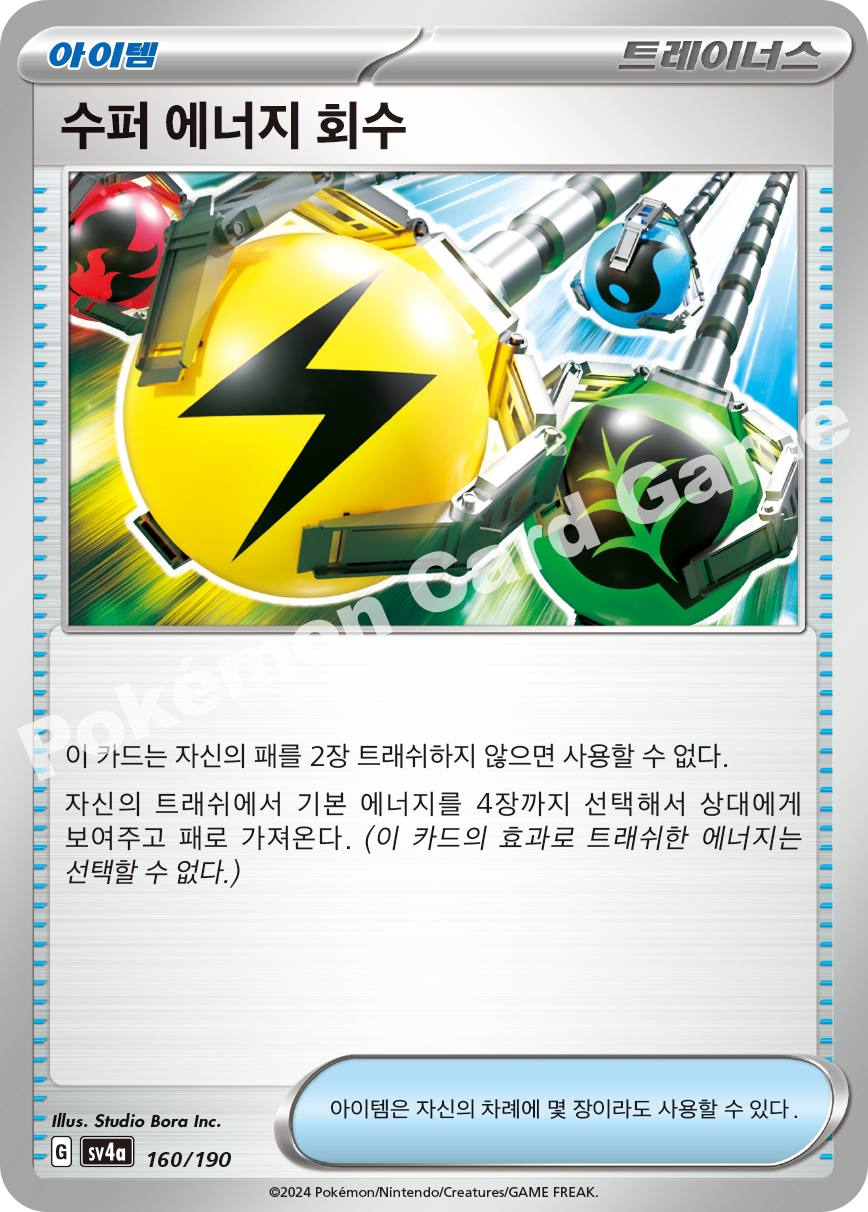 아이템
트레이너스
수퍼 에너지 회수
Pokémon Card Game
이 카드는 자신의 패를 2장 트래쉬하지 않으면 사용할 수 없다.
자신의 트래쉬에서 기본 에너지를 4장까지 선택해서 상대에게
보여주고 패로 가져온다. (이 카드의 효과로 트래쉬한 에너지는
선택할 수 없다.)
아이템은 자신의 차례에 몇 장이라도 사용할 수 있다.
Illus. Studio Bora Inc.
G sv4a 160/190
©2024 Pokémon/Nintendo/Creatures/GAME FREAK.